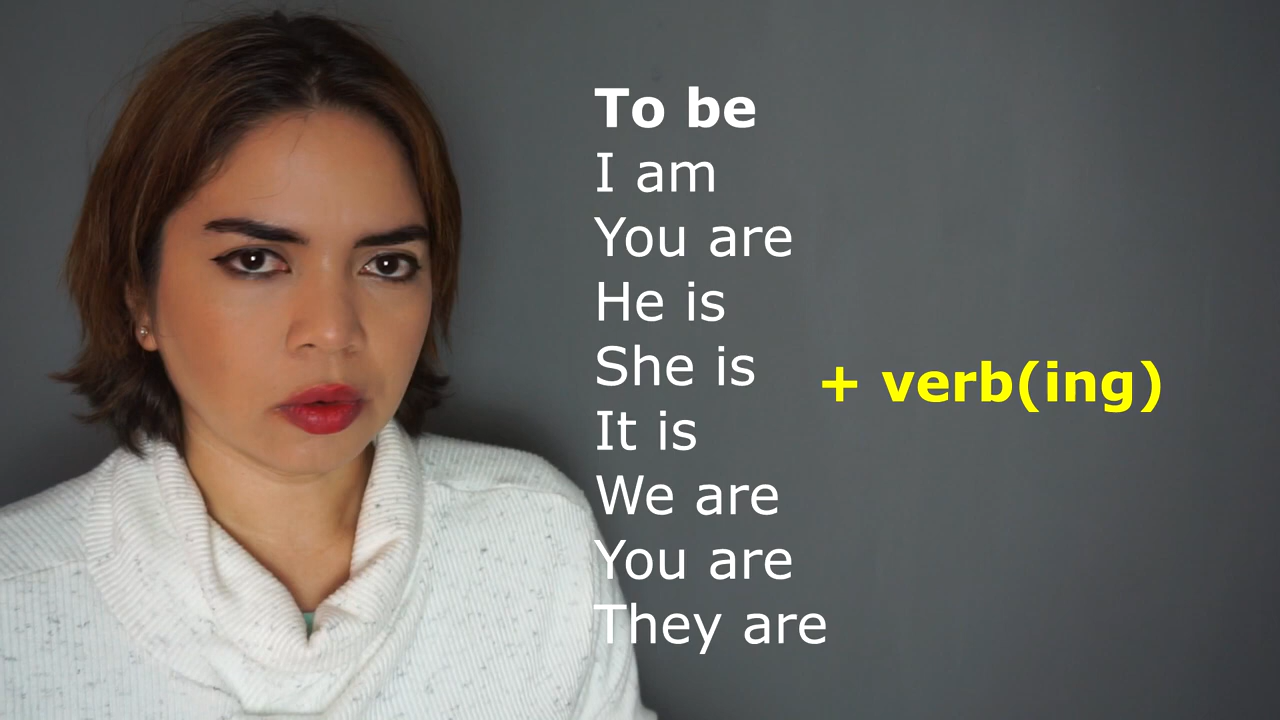 To be
I am
You are
He is
She is
+ verb(ing)
It is
We are
You are
They are